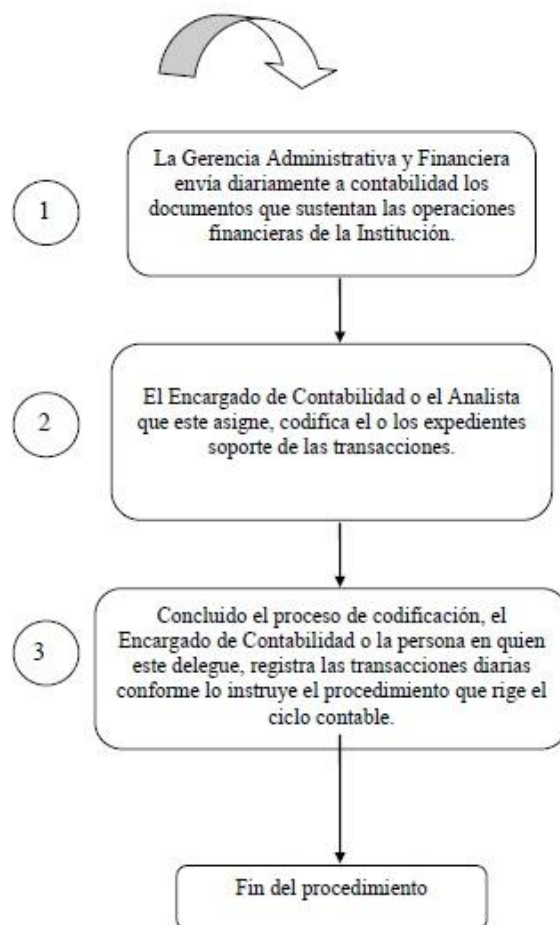 1
La Gerencia Administrativa y Financiera
envía diariamente a contabilidad los
documentos que sustentan las operaciones
financieras de la Institución.
2
El Encargado de Contabilidad o el Analista
que este asigne, codifica el o los expedientes
soporte de las transacciones.
3
Concluido el proceso de codificación, el
Encargado de Contabilidad o la persona en quien
este delegue, registra las transacciones diarias
conforme lo instruye el procedimiento que rige el
ciclo contable.
Fin del procedimiento